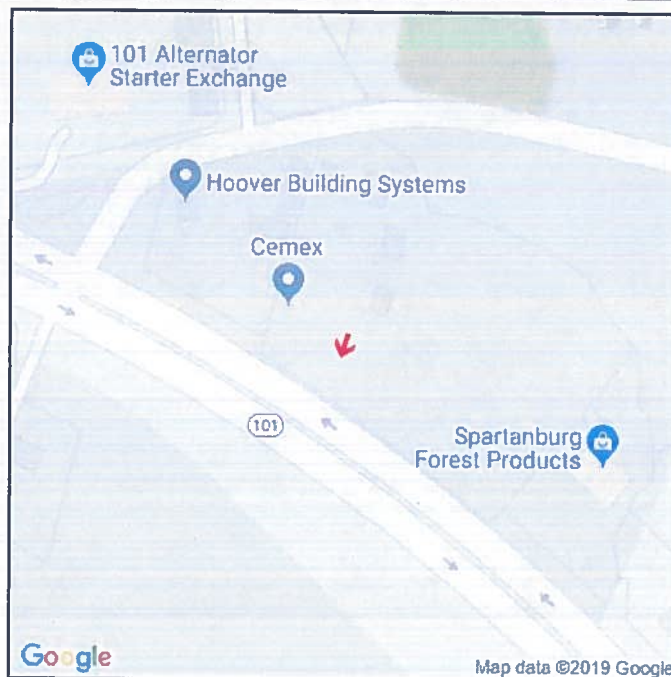 101 Alternator
Starter Exchange
Hoover Building Systems
Cemex
101
Spartanburg
Forest Products
Google
Map data ©2019 Google